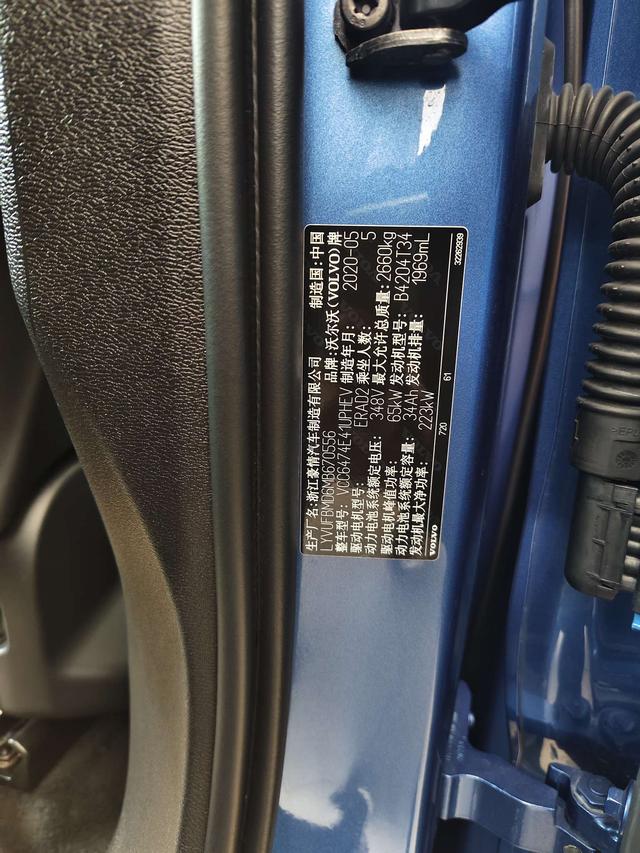 生产厂名:浙江豪情汽车制造有限公司 制造国:中国
LYVUFBMD6MB670556 品牌:沃尔沃(VOLVO)牌
整车型号:VCC6474E41UPHEV 制造年月: 2020-05
驱动电机型号: ERAD2 乘坐人数: 5
动力电池系统额定电压: 348V 最大允许总质量: 2660kg
驱动电机峰值功率: 65kW 发动机型号: B4204T34
动力电池系统额定容量: 34Ah 发动机排量: 1969ml
发动机最大净功率: 223kW
720 61
VOLVO 32262939